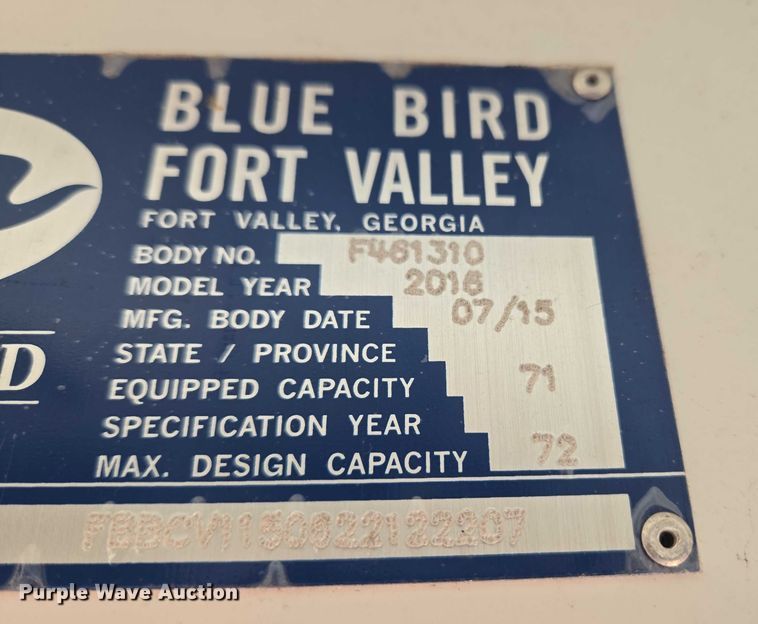 BLUE BIRD
FORT VALLEY
FORT VALLEY, GEORGIA
BODY NO. F461310
MODEL YEAR 2016
MFG. BODY DATE 07/15
STATE / PROVINCE
EQUIPPED CAPACITY 71
SPECIFICATION YEAR
MAX. DESIGN CAPACITY 72
D
FBBCV1150622122207
Purple Wave Auction